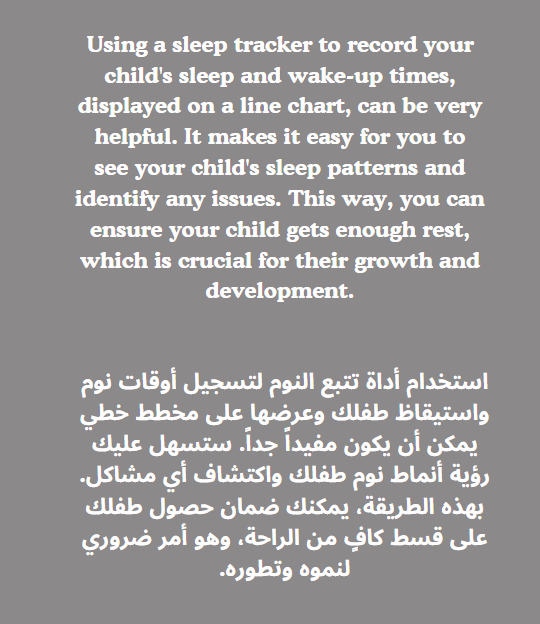 Using a sleep tracker to record your
child's sleep and wake-up times,
displayed on a line chart, can be very
helpful. It makes it easy for you to
see your child's sleep patterns and
identify any issues. This way, you can
ensure your child gets enough rest,
which is crucial for their growth and
development.
استخدام أداة تتبع النوم لتسجيل أوقات نوم
واستيقاظ طفلك وعرضها على مخطط خطي
يمكن أن يكون مفيداً جداً. ستسهل عليك
رؤية أنماط نوم طفلك واكتشاف أي مشاكل.
بهذه الطريقة، يمكنك ضمان حصول طفلك
على قسط كافٍ من الراحة، وهو أمر ضروري
لنموه وتطوره.